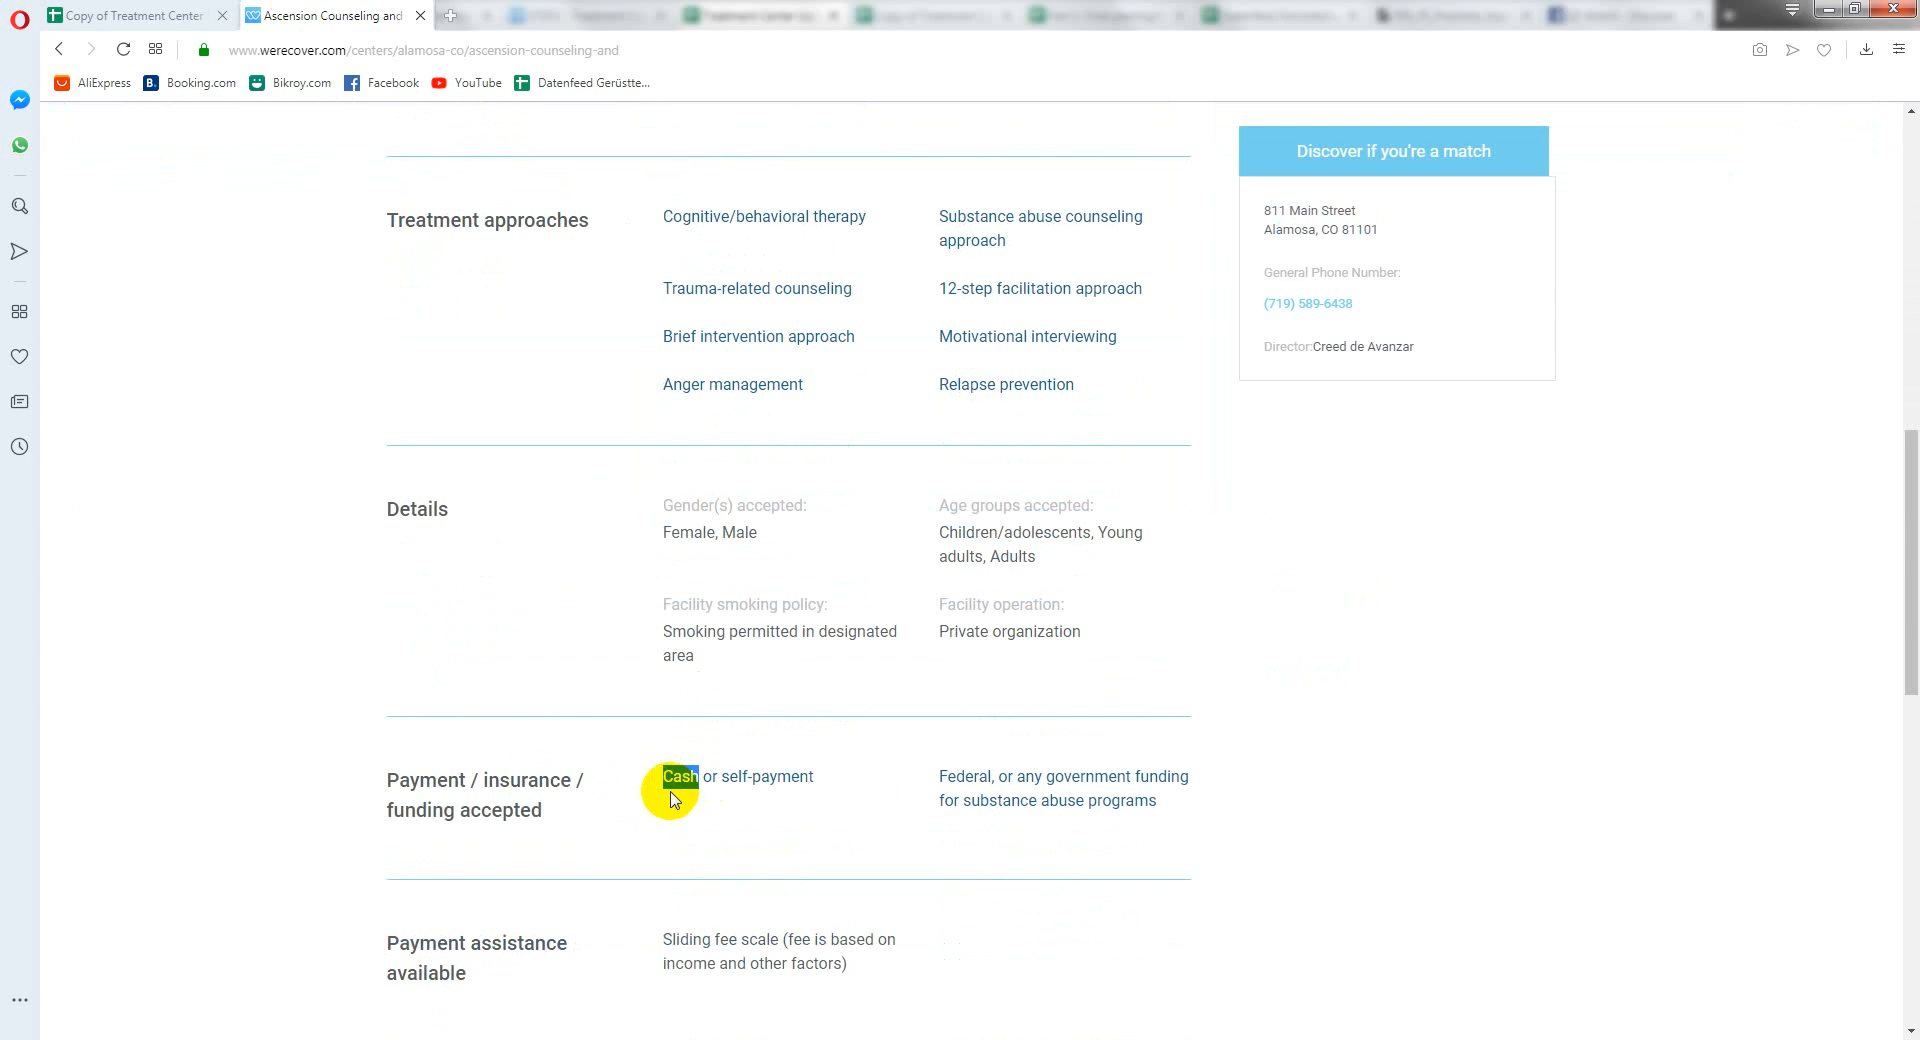 Copy of Treatment Center
Ascension Counseling and
www.werecover.com/centers/alamosa-co/ascension-counseling-and
AliExpress
B.
Booking.com
Bikroy.com
Facebook
YouTube
Datenfeed Gerüstte...
Discover if you're a match
811 Main Street
Alamosa, CO 81101
General Phone Number:
(719) 589-6438
Director:Creed de Avanzar
Treatment approaches
Cognitive/behavioral therapy
Substance abuse counseling
approach
Trauma-related counseling
12-step facilitation approach
Brief intervention approach
Motivational interviewing
Anger management
Relapse prevention
Details
Gender(s) accepted:
Female, Male
Age groups accepted:
Children/adolescents, Young
adults, Adults
Facility smoking policy:
Smoking permitted in designated
area
Facility operation:
Private organization
Payment / insurance /
funding accepted
Cash or self-payment
Federal, or any government funding
for substance abuse programs
Payment assistance
available
Sliding fee scale (fee is based on
income and other factors)